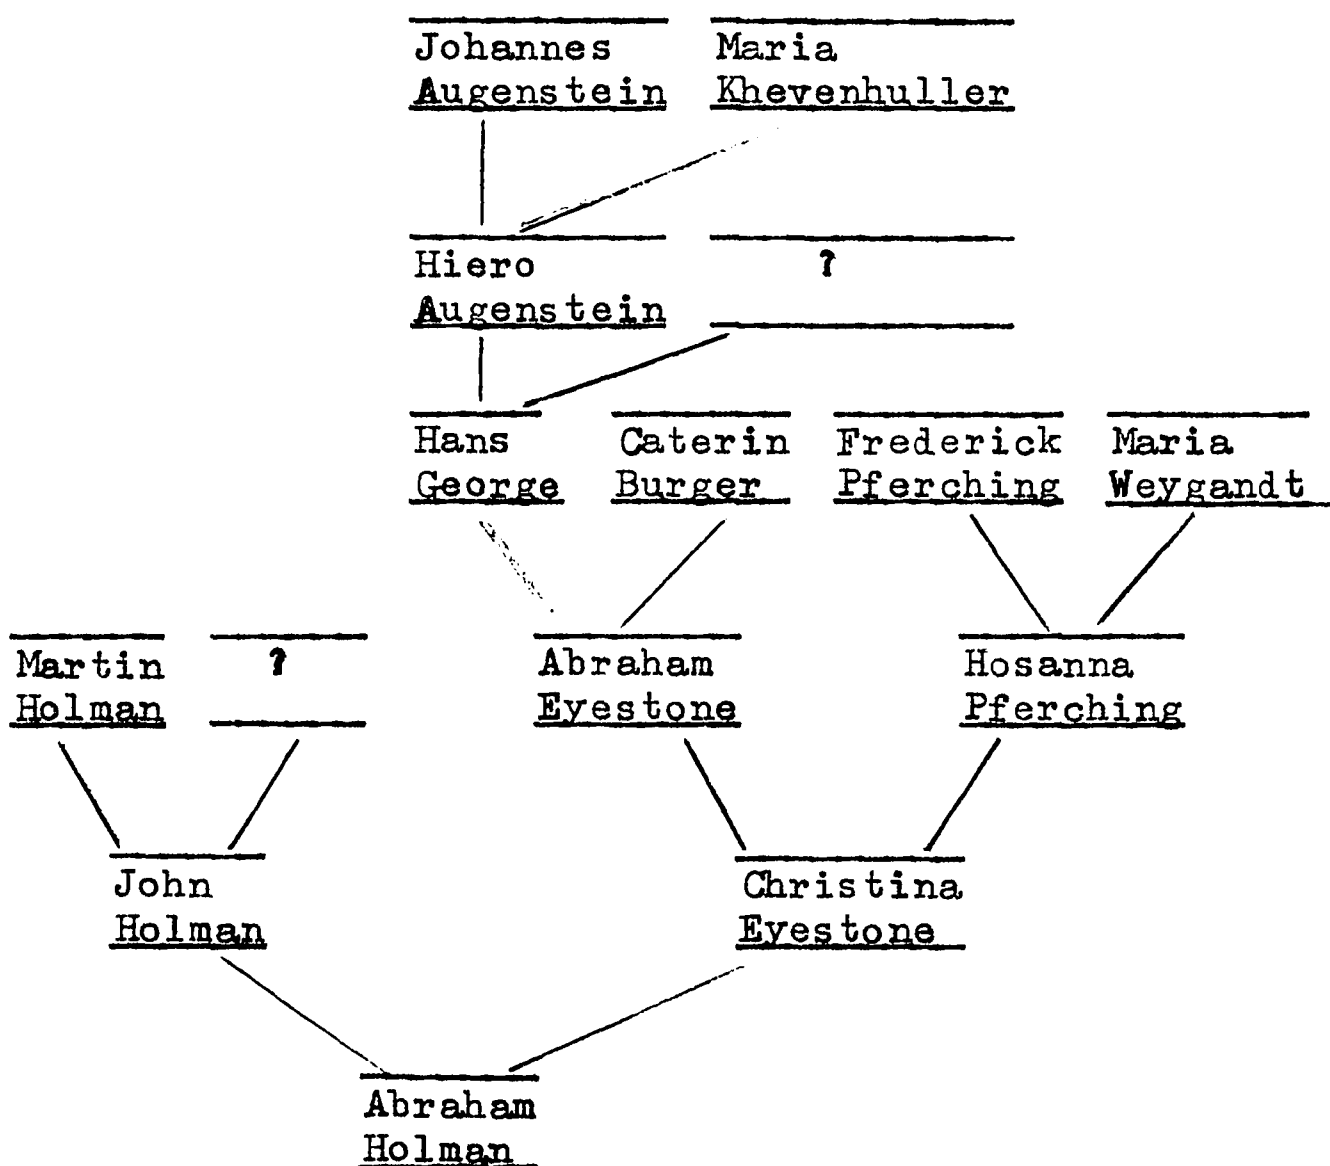 Johannes Maria
Augenstein Khevenhuller
Hiero ?
Augenstein
Hans Caterin Frederick Maria
George Burger Pferching Weygandt
Martin ? Abraham Hosanna
Holman Eyestone Pferching
John Christina
Holman Eyestone
Abraham
Holman